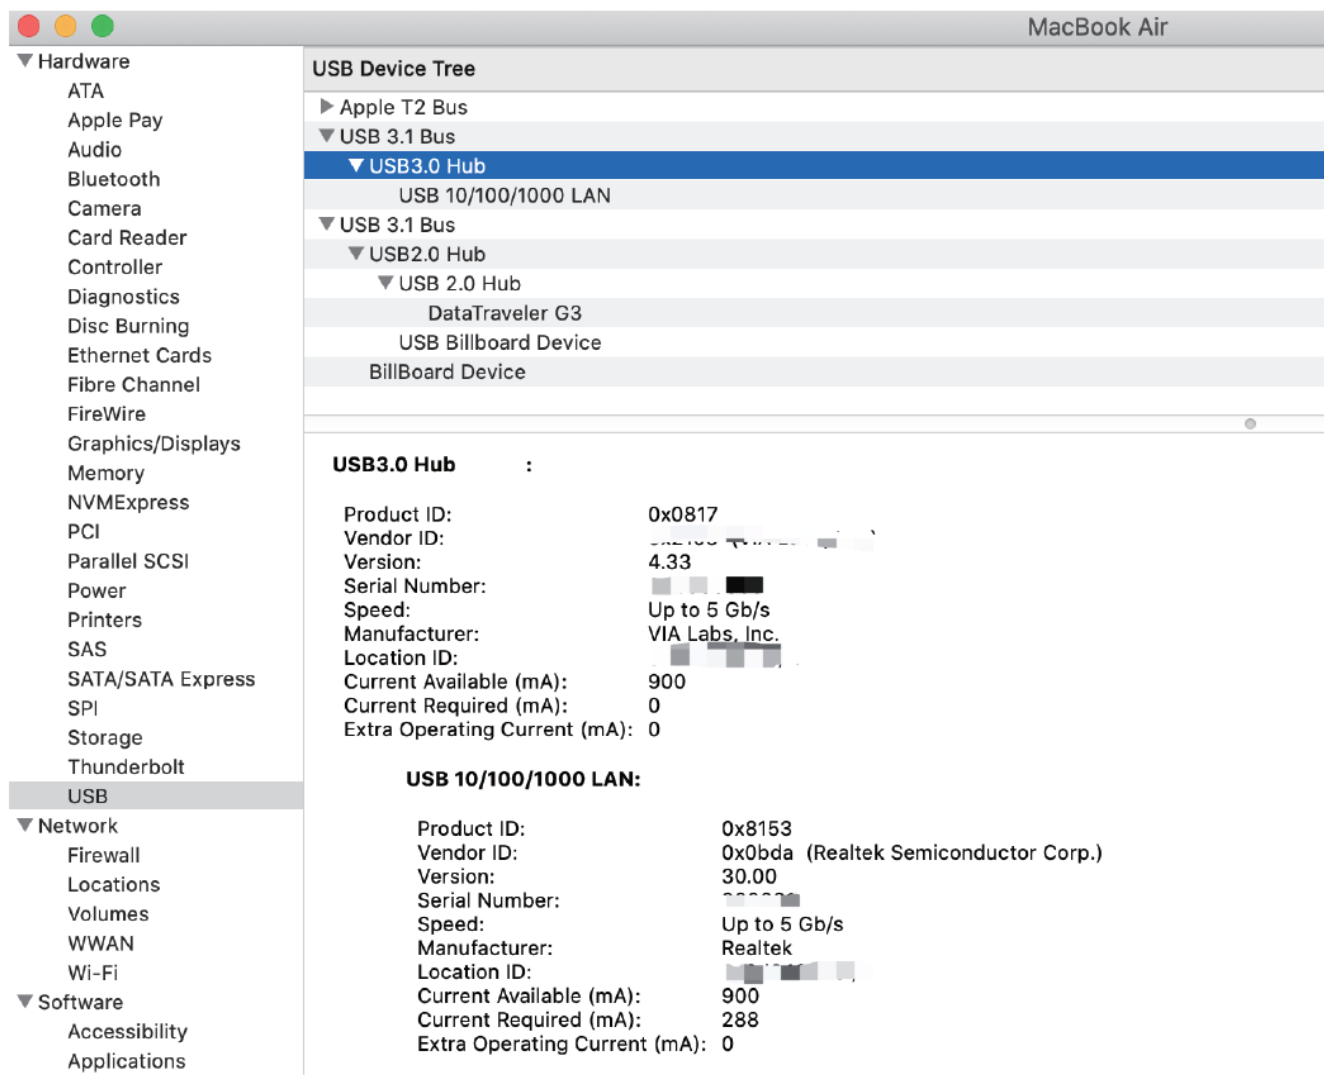 MacBook Air
Hardware
ATA
Apple Pay
Audio
Bluetooth
Camera
Card Reader
Controller
Diagnostics
Disc Burning
Ethernet Cards
Fibre Channel
FireWire
Graphics/Displays
Memory
NVMExpress
PCI
Parallel SCSI
Power
Printers
SAS
SATA/SATA Express
SPI
Storage
Thunderbolt
USB
Network
Firewall
Locations
Volumes
WWAN
Wi-Fi
Software
Accessibility
Applications
USB Device Tree
Apple T2 Bus
USB 3.1 Bus
USB3.0 Hub
USB 10/100/1000 LAN
USB 3.1 Bus
USB2.0 Hub
USB 2.0 Hub
DataTraveler G3
USB Billboard Device
BillBoard Device
USB3.0 Hub :
Product ID: 0x0817
Vendor ID:
Version: 4.33
Serial Number:
Speed: Up to 5 Gb/s
Manufacturer: VIA Labs, Inc.
Location ID:
Current Available (mA): 900
Current Required (mA): 0
Extra Operating Current (mA): 0
USB 10/100/1000 LAN:
Product ID: 0x8153
Vendor ID: 0x0bda (Realtek Semiconductor Corp.)
Version: 30.00
Serial Number:
Speed: Up to 5 Gb/s
Manufacturer: Realtek
Location ID:
Current Available (mA): 900
Current Required (mA): 288
Extra Operating Current (mA): 0